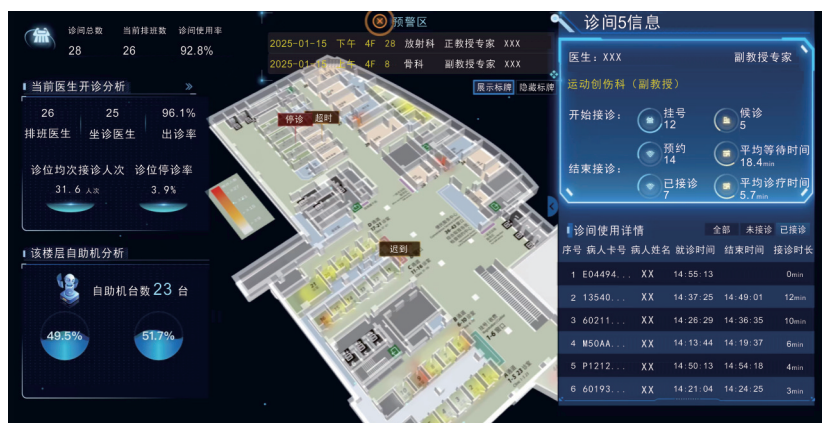 诊间总数 当前排班数 诊间使用率
28 26 92.8%
当前医生开诊分析
26 25 96.1%
排班医生 坐诊医生 出诊率
诊位均次接诊人次 诊位停诊率
31.6 人次 3.9%
该楼层自助机分析
自助机台数 23 台
49.5% 51.7%
预警区
2025-01-15 下午 4F 28 放射科 正教授专家 XXX
2025-01-15 下午 4F 8 骨科 副教授专家 XXX
展示标牌 隐藏标牌
停诊 超时
迟到
诊间5信息
医生：XXX 副教授专家
运动创伤科（副教授）
开始接诊： 挂号 候诊
12 5
预约 平均等待时间
14 18.4min
结束接诊：
已接诊 平均诊疗时间
7 5.7min
诊间使用详情 全部 未接诊 已接诊
序号 病人卡号 病人姓名 就诊时间 结束时间 接诊时长
1 E04494... XX 14:55:13 0min
2 13540... XX 14:37:25 14:49:01 12min
3 60211... XX 14:26:29 14:36:35 10min
4 M50AA... XX 14:13:44 14:19:37 6min
5 P1212... XX 14:50:13 14:54:18 4min
6 60193... XX 14:21:04 14:24:25 3min